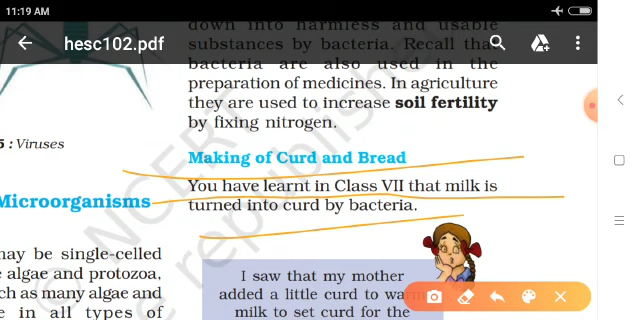 11:19 AM
hesc102.pdf
down into harmless and usable
substances by bacteria. Recall that
bacteria are also used in the
preparation of medicines. In agriculture
they are used to increase soil fertility
by fixing nitrogen.
5 : Viruses
Making of Curd and Bread
You have learnt in Class VII that milk is
turned into curd by bacteria.
Microorganisms
may be single-celled
algae and protozoa,
ch as many algae and
in all types of
I saw that my mother
added a little curd to warm
milk to set curd for the
© NCERT
republished